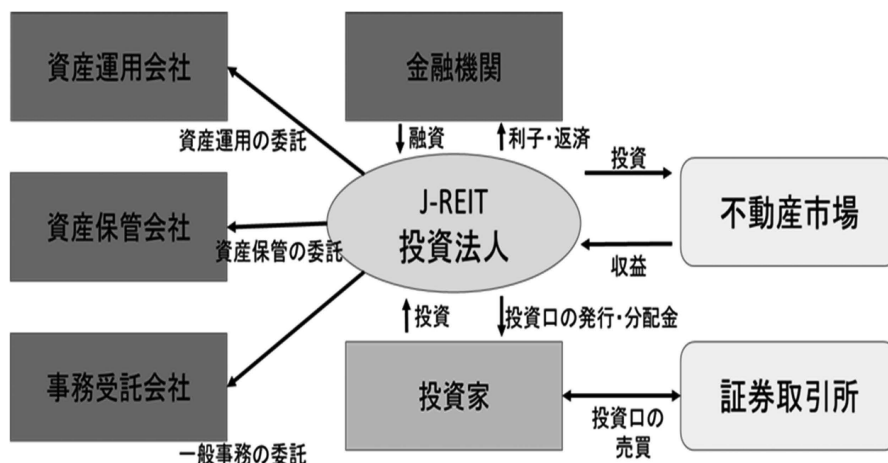 資産運用会社
金融機関
資産運用の委託
融資
利子・返済
J-REIT
投資法人
投資
不動産市場
収益
資産保管会社
資産保管の委託
投資
投資口の発行・分配金
事務受託会社
投資家
投資口の
売買
証券取引所
一般事務の委託